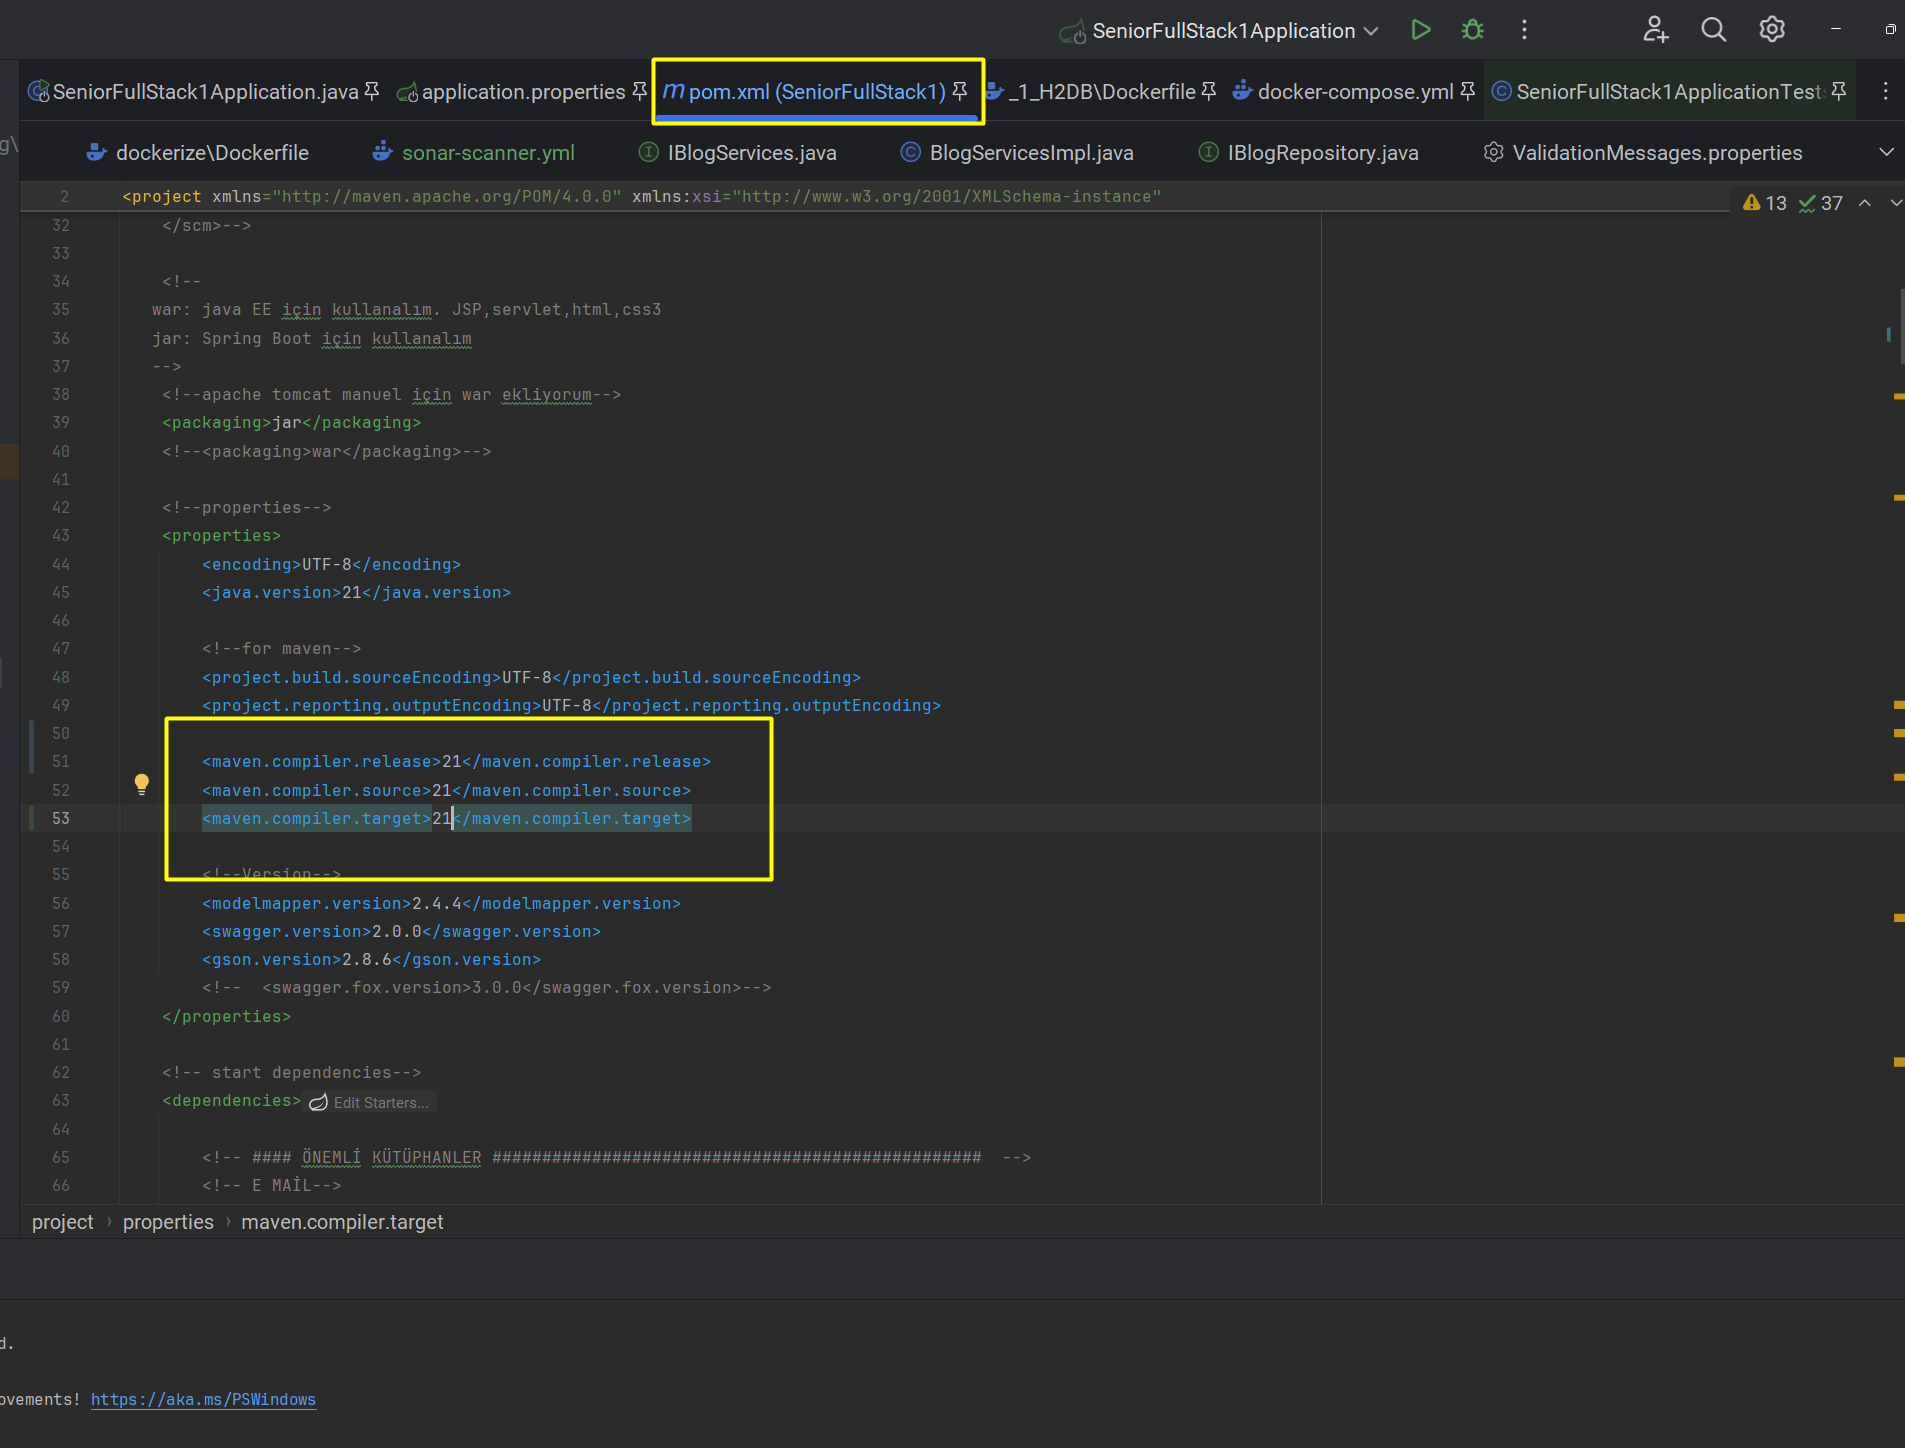 SeniorFullStack1Application
SeniorFullStack1Application.java application.properties pom.xml (SeniorFullStack1) _1_H2DB\Dockerfile docker-compose.yml SeniorFullStack1ApplicationTest
g\ dockerize\Dockerfile sonar-scanner.yml IBlogServices.java BlogServicesImpl.java IBlogRepository.java ValidationMessages.properties
2 <project xmlns="http://maven.apache.org/POM/4.0.0" xmlns:xsi="http://www.w3.org/2001/XMLSchema-instance"
13 37
32 </scm>-->
33
34 <!--
35 war: java EE için kullanalım. JSP,servlet,html,css3
36 jar: Spring Boot için kullanalım
37 -->
38 <!--apache tomcat manuel için war ekliyorum-->
39 <packaging>jar</packaging>
40 <!--<packaging>war</packaging>-->
41
42 <!--properties-->
43 <properties>
44 <encoding>UTF-8</encoding>
45 <java.version>21</java.version>
46
47 <!--for maven-->
48 <project.build.sourceEncoding>UTF-8</project.build.sourceEncoding>
49 <project.reporting.outputEncoding>UTF-8</project.reporting.outputEncoding>
50
51 <maven.compiler.release>21</maven.compiler.release>
52 <maven.compiler.source>21</maven.compiler.source>
53 <maven.compiler.target>21</maven.compiler.target>
54
55 <!--Version-->
56 <modelmapper.version>2.4.4</modelmapper.version>
57 <swagger.version>2.0.0</swagger.version>
58 <gson.version>2.8.6</gson.version>
59 <!--  <swagger.fox.version>3.0.0</swagger.fox.version>-->
60 </properties>
61
62 <!-- start dependencies-->
63 <dependencies> Edit Starters...
64
65 <!-- #### ÖNEMLİ KÜTÜPHANLER #################################################  -->
66 <!-- E MAİL-->
project › properties › maven.compiler.target
d.
ovements! https://aka.ms/PSWindows